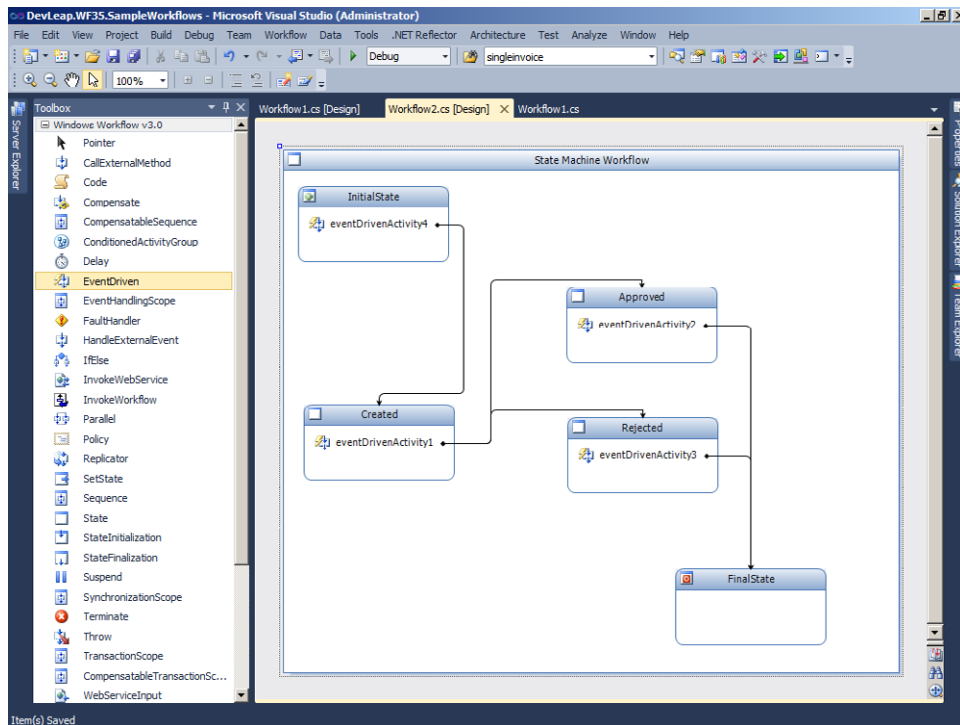 DevLeap.WF35.SampleWorkflows - Microsoft Visual Studio (Administrator)
File Edit View Project Build Debug Team Workflow Data Tools .NET Reflector Architecture Test Analyze Window Help
Debug singleinvoice
100%
Server Explorer
Toolbox
Windows Workflow v3.0
Pointer
CallExternalMethod
Code
Compensate
CompensatableSequence
ConditionedActivityGroup
Delay
EventDriven
EventHandlingScope
FaultHandler
HandleExternalEvent
IfElse
InvokeWebService
InvokeWorkflow
Parallel
Policy
Replicator
SetState
Sequence
State
StateInitialization
StateFinalization
Suspend
SynchronizationScope
Terminate
Throw
TransactionScope
CompensatableTransactionSc...
WebServiceInput
Workflow1.cs [Design] Workflow2.cs [Design] Workflow1.cs
State Machine Workflow
InitialState
eventDrivenActivity4
Approved
eventDrivenActivity2
Created
eventDrivenActivity1
Rejected
eventDrivenActivity3
FinalState
Properties
Solution Explorer
Team Explorer
Item(s) Saved